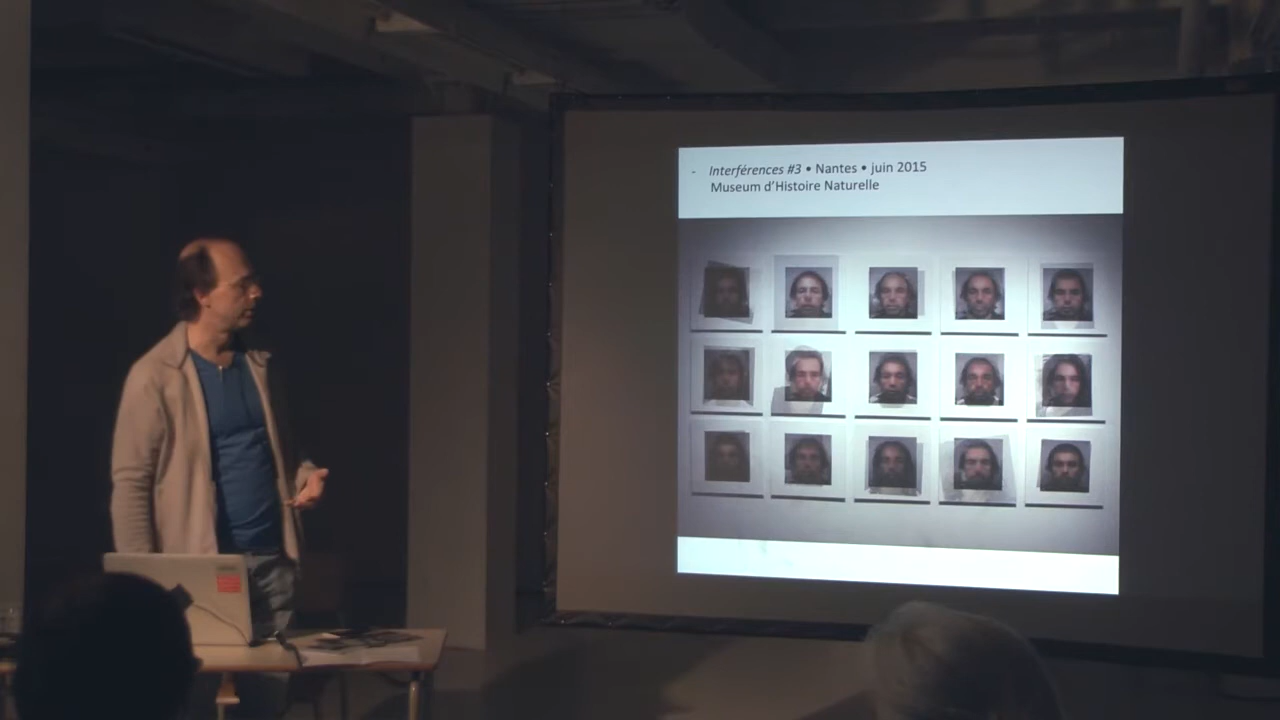 - Interférences #3 • Nantes • juin 2015
Museum d'Histoire Naturelle